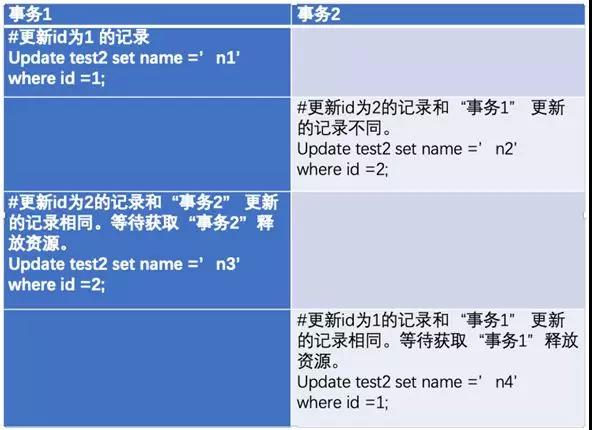 事务1
事务2
#更新id为1 的记录
Update test2 set name =’ n1’
where id =1;
#更新id为2的记录和“事务1” 更新
的记录不同。
Update test2 set name =’ n2’
where id =2;
#更新id为2的记录和“事务2” 更新
的记录相同。等待获取“事务2”释
放资源。
Update test2 set name =’ n3’
where id =2;
#更新id为1的记录和“事务1” 更新
的记录相同。等待获取“事务1”释放
资源。
Update test2 set name =’ n4’
where id =1;